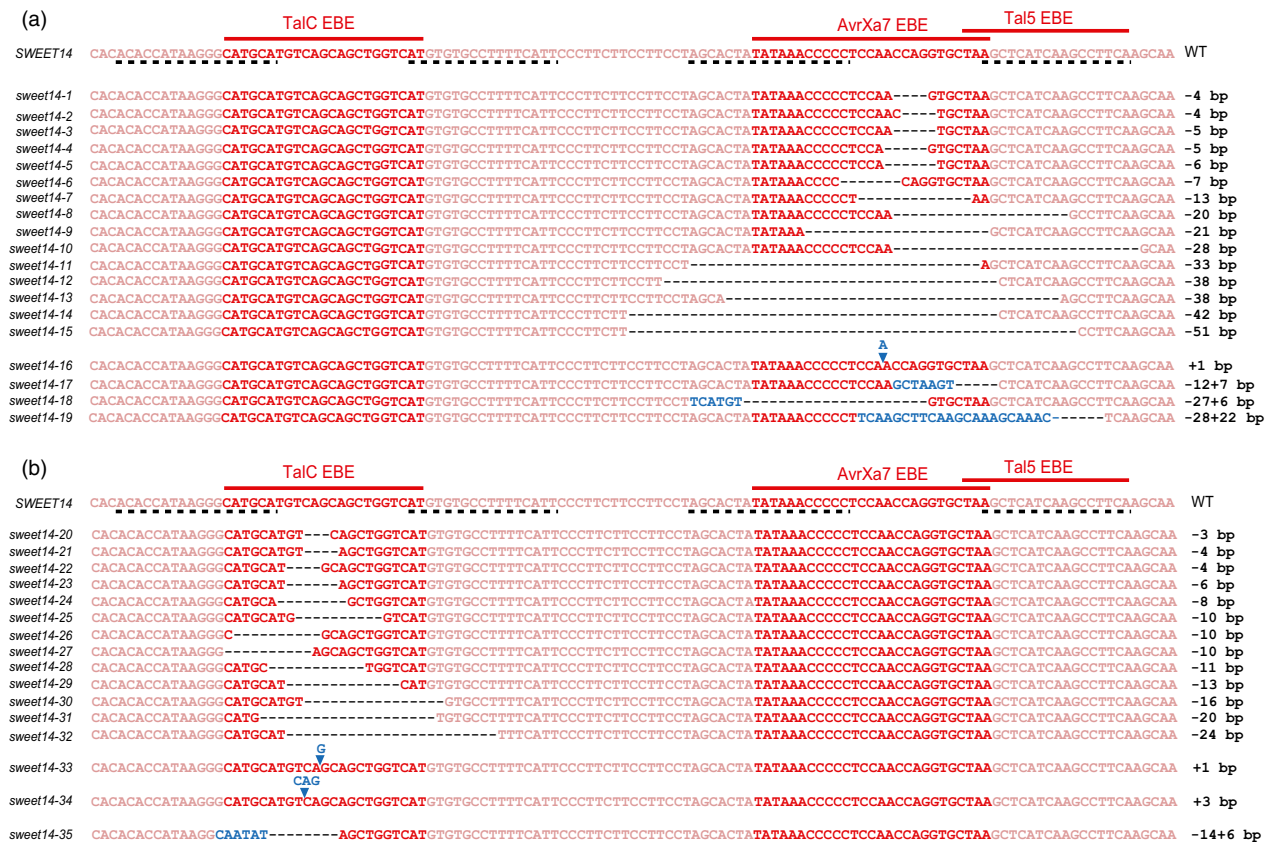 (a)
TalC EBE AvrXa7 EBE Tal5 EBE
SWEET14 CACACACCATAAGGGCATGCATGTCAGCAGCTGGTCATGTGTGCCTTTTCATTCCCTTCTTCCTTCCTAGCACTATATAAACCCCCTCCAACCAGGTGCTAAGCTCATCAAGCCTTCAAGCAA WT
sweet14-1 CACACACCATAAGGGCATGCATGTCAGCAGCTGGTCATGTGTGCCTTTTCATTCCCTTCTTCCTTCCTAGCACTATATAAACCCCCTCCAA----GTGCTAAGCTCATCAAGCCTTCAAGCAA -4 bp
sweet14-2 CACACACCATAAGGGCATGCATGTCAGCAGCTGGTCATGTGTGCCTTTTCATTCCCTTCTTCCTTCCTAGCACTATATAAACCCCCTCCAAC----TGCTAAGCTCATCAAGCCTTCAAGCAA -4 bp
sweet14-3 CACACACCATAAGGGCATGCATGTCAGCAGCTGGTCATGTGTGCCTTTTCATTCCCTTCTTCCTTCCTAGCACTATATAAACCCCCTCCAA-----TGCTAAGCTCATCAAGCCTTCAAGCAA -5 bp
sweet14-4 CACACACCATAAGGGCATGCATGTCAGCAGCTGGTCATGTGTGCCTTTTCATTCCCTTCTTCCTTCCTAGCACTATATAAACCCCCTCCA-----GTGCTAAGCTCATCAAGCCTTCAAGCAA -5 bp
sweet14-5 CACACACCATAAGGGCATGCATGTCAGCAGCTGGTCATGTGTGCCTTTTCATTCCCTTCTTCCTTCCTAGCACTATATAAACCCCCTCCA------TGCTAAGCTCATCAAGCCTTCAAGCAA -6 bp
sweet14-6 CACACACCATAAGGGCATGCATGTCAGCAGCTGGTCATGTGTGCCTTTTCATTCCCTTCTTCCTTCCTAGCACTATATAAACCCC-------CAGGTGCTAAGCTCATCAAGCCTTCAAGCAA -7 bp
sweet14-7 CACACACCATAAGGGCATGCATGTCAGCAGCTGGTCATGTGTGCCTTTTCATTCCCTTCTTCCTTCCTAGCACTATATAAACCCCCT-------------AAGCTCATCAAGCCTTCAAGCAA -13 bp
sweet14-8 CACACACCATAAGGGCATGCATGTCAGCAGCTGGTCATGTGTGCCTTTTCATTCCCTTCTTCCTTCCTAGCACTATATAAACCCCCTCCAA--------------------GCCTTCAAGCAA -20 bp
sweet14-9 CACACACCATAAGGGCATGCATGTCAGCAGCTGGTCATGTGTGCCTTTTCATTCCCTTCTTCCTTCCTAGCACTATATAAA---------------------GCTCATCAAGCCTTCAAGCAA -21 bp
sweet14-10 CACACACCATAAGGGCATGCATGTCAGCAGCTGGTCATGTGTGCCTTTTCATTCCCTTCTTCCTTCCTAGCACTATATAAACCCCCTCCAA----------------------------GCAA -28 bp
sweet14-11 CACACACCATAAGGGCATGCATGTCAGCAGCTGGTCATGTGTGCCTTTTCATTCCCTTCTTCCTTCCT---------------------------------AGCTCATCAAGCCTTCAAGCAA -33 bp
sweet14-12 CACACACCATAAGGGCATGCATGTCAGCAGCTGGTCATGTGTGCCTTTTCATTCCCTTCTTCCTT--------------------------------------CTCATCAAGCCTTCAAGCAA -38 bp
sweet14-13 CACACACCATAAGGGCATGCATGTCAGCAGCTGGTCATGTGTGCCTTTTCATTCCCTTCTTCCTTCCTAGCA--------------------------------------AGCCTTCAAGCAA -38 bp
sweet14-14 CACACACCATAAGGGCATGCATGTCAGCAGCTGGTCATGTGTGCCTTTTCATTCCCTTCTT------------------------------------------CTCATCAAGCCTTCAAGCAA -42 bp
sweet14-15 CACACACCATAAGGGCATGCATGTCAGCAGCTGGTCATGTGTGCCTTTTCATTCCCTTCTT---------------------------------------------------CCTTCAAGCAA -51 bp
A
sweet14-16 CACACACCATAAGGGCATGCATGTCAGCAGCTGGTCATGTGTGCCTTTTCATTCCCTTCTTCCTTCCTAGCACTATATAAACCCCCTCCAACCAGGTGCTAAGCTCATCAAGCCTTCAAGCAA +1 bp
sweet14-17 CACACACCATAAGGGCATGCATGTCAGCAGCTGGTCATGTGTGCCTTTTCATTCCCTTCTTCCTTCCTAGCACTATATAAACCCCCTCCAAGCTAAGT-----CTCATCAAGCCTTCAAGCAA -12+7 bp
sweet14-18 CACACACCATAAGGGCATGCATGTCAGCAGCTGGTCATGTGTGCCTTTTCATTCCCTTCTTCCTTCCTTCATGT---------------------GTGCTAAGCTCATCAAGCCTTCAAGCAA -27+6 bp
sweet14-19 CACACACCATAAGGGCATGCATGTCAGCAGCTGGTCATGTGTGCCTTTTCATTCCCTTCTTCCTTCCTAGCACTATATAAACCCCCTTCAAGCTTCAAGCAAAGCAAAC------TCAAGCAA -28+22 bp
(b)
TalC EBE AvrXa7 EBE Tal5 EBE
SWEET14 CACACACCATAAGGGCATGCATGTCAGCAGCTGGTCATGTGTGCCTTTTCATTCCCTTCTTCCTTCCTAGCACTATATAAACCCCCTCCAACCAGGTGCTAAGCTCATCAAGCCTTCAAGCAA WT
sweet14-20 CACACACCATAAGGGCATGCATGT---CAGCTGGTCATGTGTGCCTTTTCATTCCCTTCTTCCTTCCTAGCACTATATAAACCCCCTCCAACCAGGTGCTAAGCTCATCAAGCCTTCAAGCAA -3 bp
sweet14-21 CACACACCATAAGGGCATGCATGT----AGCTGGTCATGTGTGCCTTTTCATTCCCTTCTTCCTTCCTAGCACTATATAAACCCCCTCCAACCAGGTGCTAAGCTCATCAAGCCTTCAAGCAA -4 bp
sweet14-22 CACACACCATAAGGGCATGCAT----GCAGCTGGTCATGTGTGCCTTTTCATTCCCTTCTTCCTTCCTAGCACTATATAAACCCCCTCCAACCAGGTGCTAAGCTCATCAAGCCTTCAAGCAA -4 bp
sweet14-23 CACACACCATAAGGGCATGCAT------AGCTGGTCATGTGTGCCTTTTCATTCCCTTCTTCCTTCCTAGCACTATATAAACCCCCTCCAACCAGGTGCTAAGCTCATCAAGCCTTCAAGCAA -6 bp
sweet14-24 CACACACCATAAGGGCATGCA--------GCTGGTCATGTGTGCCTTTTCATTCCCTTCTTCCTTCCTAGCACTATATAAACCCCCTCCAACCAGGTGCTAAGCTCATCAAGCCTTCAAGCAA -8 bp
sweet14-25 CACACACCATAAGGGCATGCATG----------GTCATGTGTGCCTTTTCATTCCCTTCTTCCTTCCTAGCACTATATAAACCCCCTCCAACCAGGTGCTAAGCTCATCAAGCCTTCAAGCAA -10 bp
sweet14-26 CACACACCATAAGGGC----------GCAGCTGGTCATGTGTGCCTTTTCATTCCCTTCTTCCTTCCTAGCACTATATAAACCCCCTCCAACCAGGTGCTAAGCTCATCAAGCCTTCAAGCAA -10 bp
sweet14-27 CACACACCATAAGGG----------AGCAGCTGGTCATGTGTGCCTTTTCATTCCCTTCTTCCTTCCTAGCACTATATAAACCCCCTCCAACCAGGTGCTAAGCTCATCAAGCCTTCAAGCAA -10 bp
sweet14-28 CACACACCATAAGGGCATGC-----------TGGTCATGTGTGCCTTTTCATTCCCTTCTTCCTTCCTAGCACTATATAAACCCCCTCCAACCAGGTGCTAAGCTCATCAAGCCTTCAAGCAA -11 bp
sweet14-29 CACACACCATAAGGGCATGCAT-------------CATGTGTGCCTTTTCATTCCCTTCTTCCTTCCTAGCACTATATAAACCCCCTCCAACCAGGTGCTAAGCTCATCAAGCCTTCAAGCAA -13 bp
sweet14-30 CACACACCATAAGGGCATGCATGT----------------GTGCCTTTTCATTCCCTTCTTCCTTCCTAGCACTATATAAACCCCCTCCAACCAGGTGCTAAGCTCATCAAGCCTTCAAGCAA -16 bp
sweet14-31 CACACACCATAAGGGCATG--------------------TGTGCCTTTTCATTCCCTTCTTCCTTCCTAGCACTATATAAACCCCCTCCAACCAGGTGCTAAGCTCATCAAGCCTTCAAGCAA -20 bp
sweet14-32 CACACACCATAAGGGCATGCAT------------------------TTTCATTCCCTTCTTCCTTCCTAGCACTATATAAACCCCCTCCAACCAGGTGCTAAGCTCATCAAGCCTTCAAGCAA -24 bp
G
sweet14-33 CACACACCATAAGGGCATGCATGTCAGCAGCTGGTCATGTGTGCCTTTTCATTCCCTTCTTCCTTCCTAGCACTATATAAACCCCCTCCAACCAGGTGCTAAGCTCATCAAGCCTTCAAGCAA +1 bp
CAG
sweet14-34 CACACACCATAAGGGCATGCATGTCAGCAGCTGGTCATGTGTGCCTTTTCATTCCCTTCTTCCTTCCTAGCACTATATAAACCCCCTCCAACCAGGTGCTAAGCTCATCAAGCCTTCAAGCAA +3 bp
sweet14-35 CACACACCATAAGGCAATAT--------AGCTGGTCATGTGTGCCTTTTCATTCCCTTCTTCCTTCCTAGCACTATATAAACCCCCTCCAACCAGGTGCTAAGCTCATCAAGCCTTCAAGCAA -14+6 bp